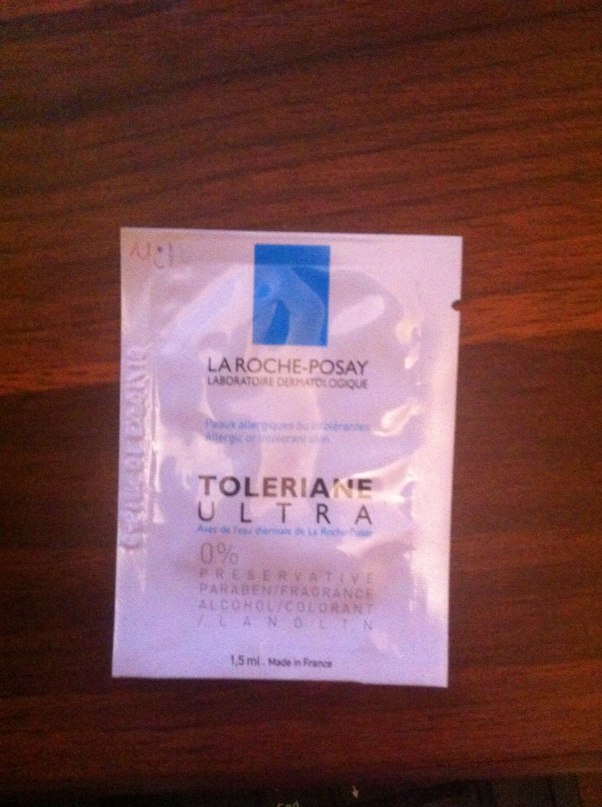 LA ROCHE-POSAY
LABORATOIRE DERMATOLOGIQUE
Peaux allergiques ou intolérantes
Allergic or intolerant skin
TOLERIANE
ULTRA
Avec de l'eau thermale de La Roche-Posay
0%
PRESERVATIVE
PARABEN/FRAGRANCE
ALCOHOL/COLORANT
/LANOLIN
1,5 ml. Made in France